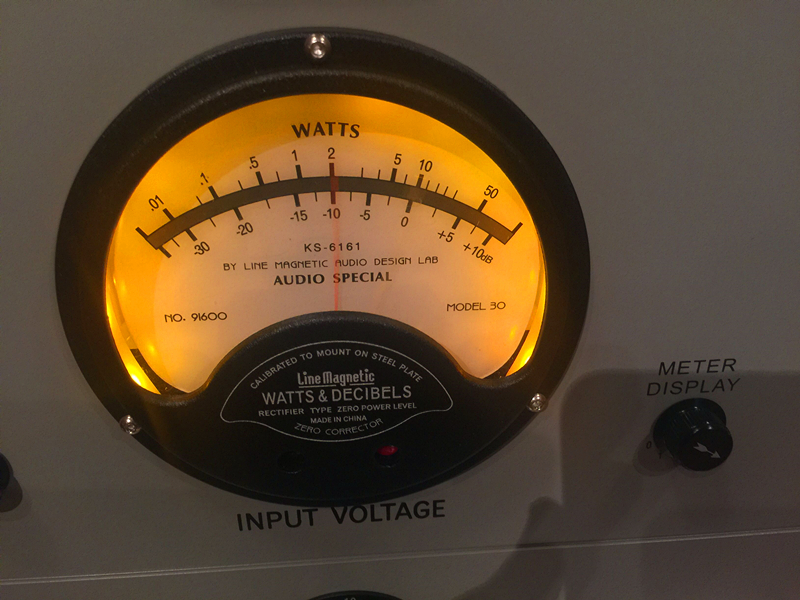 WATTS
.01 .1 .5 1 2 5 10 50
-30 -20 -15 -10 -5 0 +5 +10dB
KS-6161
BY LINE MAGNETIC AUDIO DESIGN LAB
AUDIO SPECIAL
NO. 91600
MODEL 30
CALIBRATED TO MOUNT ON STEEL PLATE
Line Magnetic
WATTS & DECIBELS
RECTIFIER TYPE ZERO POWER LEVEL
MADE IN CHINA
ZERO CORRECTOR
METER
DISPLAY
0
INPUT VOLTAGE